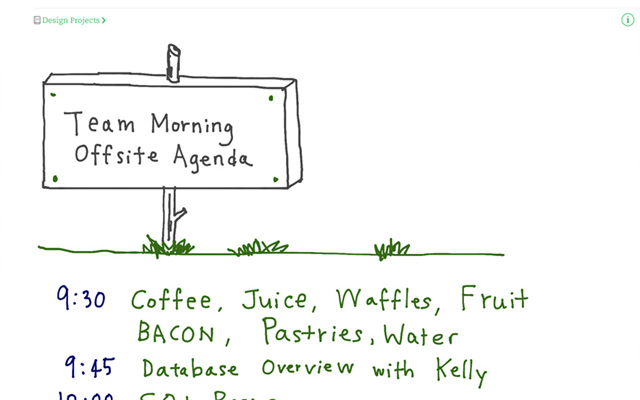 Design Projects >
Team Morning
Offsite Agenda
9:30 Coffee, Juice, Waffles, Fruit
BACON, Pastries, Water
9:45 Database Overview with Kelly